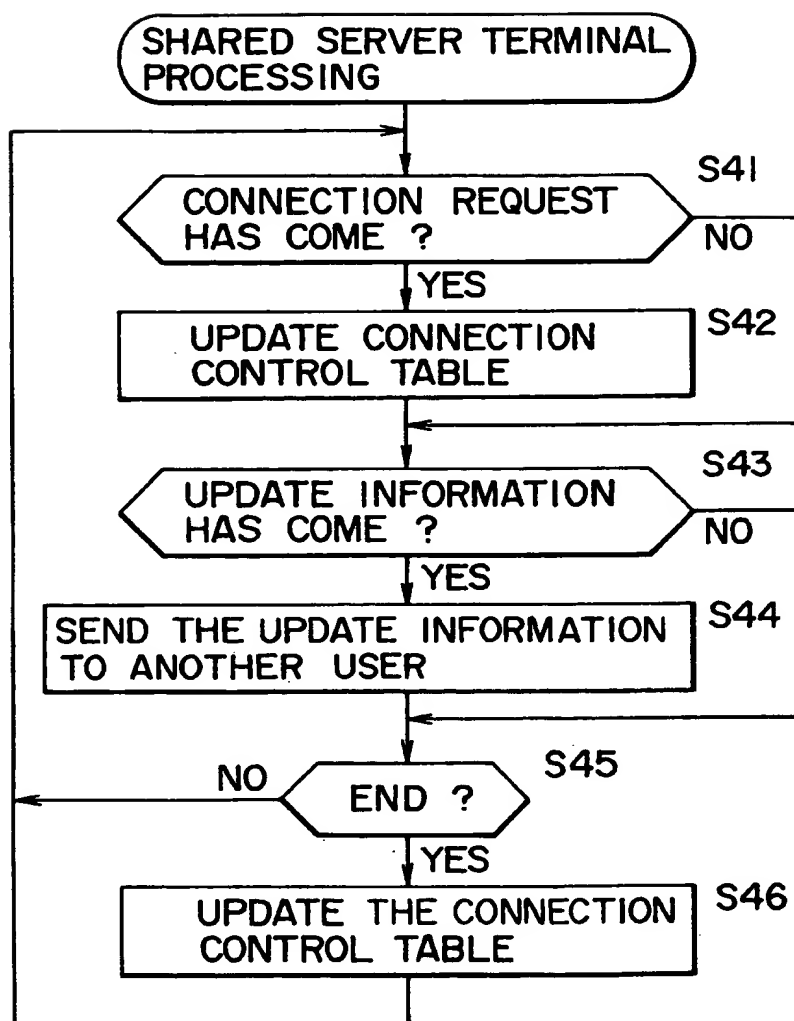 SHARED SERVER TERMINAL
PROCESSING
S41
CONNECTION REQUEST
HAS COME ?
NO
YES
S42
UPDATE CONNECTION
CONTROL TABLE
S43
UPDATE INFORMATION
HAS COME ?
NO
YES
S44
SEND THE UPDATE INFORMATION
TO ANOTHER USER
S45
NO
END ?
YES
S46
UPDATE THE CONNECTION
CONTROL TABLE